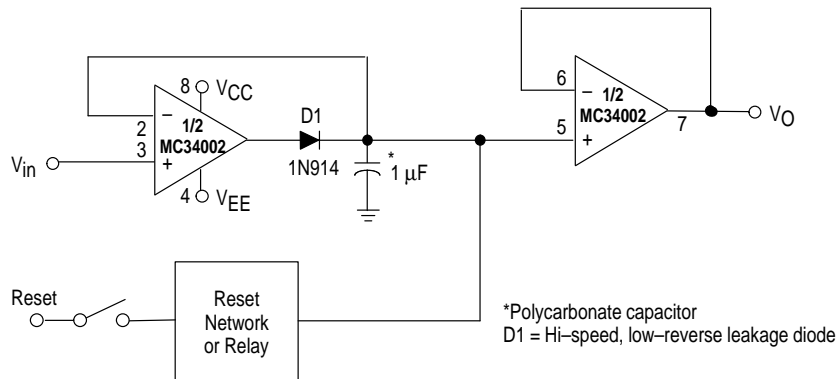 8
VCC
1/2
MC34002
2
3
−
+
Vin
4
VEE
D1
1N914
*
1 μF
6
5
−
+
1/2
MC34002
7
VO
Reset
Reset
Network
or Relay
*Polycarbonate capacitor
D1 = Hi–speed, low–reverse leakage diode